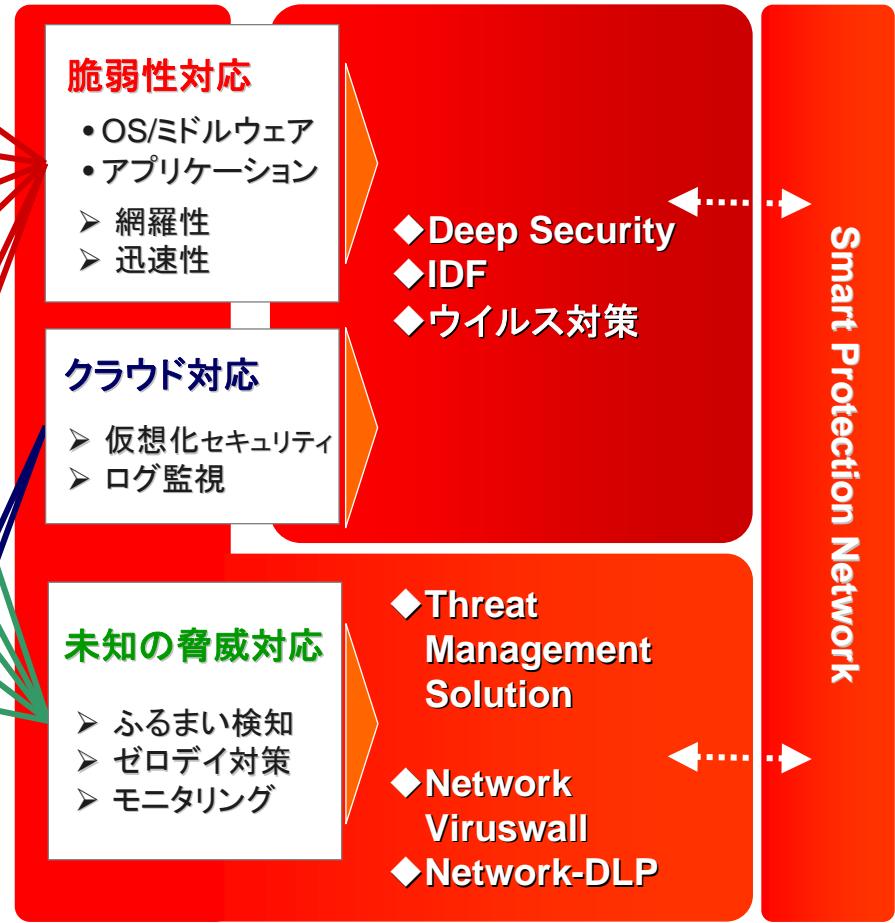 脆弱性対応
•OS/ミドルウェア
•アプリケーション
➢ 網羅性
➢ 迅速性
クラウド対応
➢ 仮想化セキュリティ
➢ ログ監視
◆Deep Security
◆IDF
◆ウイルス対策
未知の脅威対応
➢ ふるまい検知
➢ ゼロデイ対策
➢ モニタリング
◆Threat
Management
Solution
◆Network
Viruswall
◆Network-DLP
Smart Protection Network